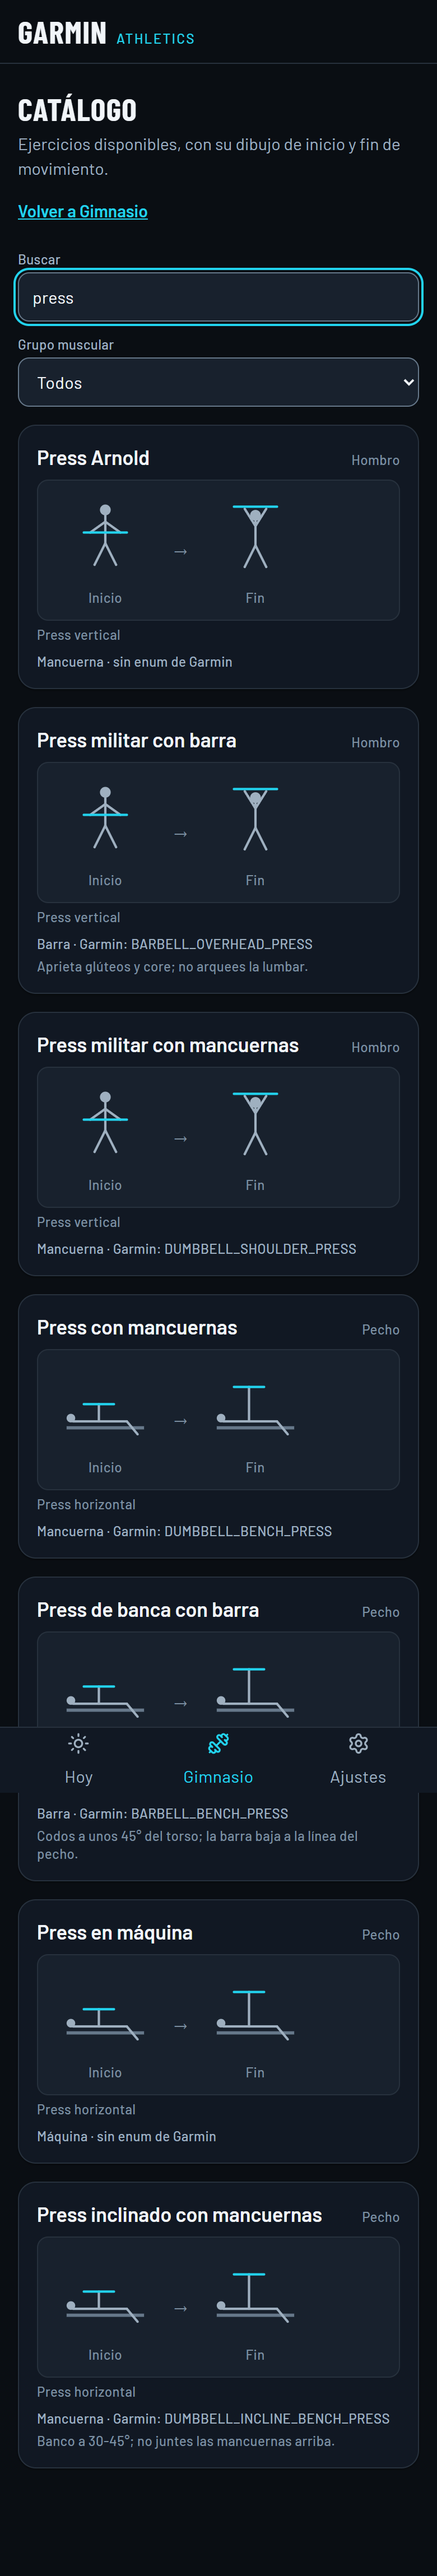 GARMIN ATHLETICS
CATÁLOGO
Ejercicios disponibles, con su dibujo de inicio y fin de
movimiento.
Volver a Gimnasio
Buscar
press
Grupo muscular
Todos
Press Arnold Hombro
→
Inicio Fin
Press vertical
Mancuerna · sin enum de Garmin
Press militar con barra Hombro
→
Inicio Fin
Press vertical
Barra · Garmin: BARBELL_OVERHEAD_PRESS
Aprieta glúteos y core; no arquees la lumbar.
Press militar con mancuernas Hombro
→
Inicio Fin
Press vertical
Mancuerna · Garmin: DUMBBELL_SHOULDER_PRESS
Press con mancuernas Pecho
→
Inicio Fin
Press horizontal
Mancuerna · Garmin: DUMBBELL_BENCH_PRESS
Press de banca con barra Pecho
→
Hoy Gimnasio Ajustes
Barra · Garmin: BARBELL_BENCH_PRESS
Codos a unos 45° del torso; la barra baja a la línea del
pecho.
Press en máquina Pecho
→
Inicio Fin
Press horizontal
Máquina · sin enum de Garmin
Press inclinado con mancuernas Pecho
→
Inicio Fin
Press horizontal
Mancuerna · Garmin: DUMBBELL_INCLINE_BENCH_PRESS
Banco a 30-45°; no juntes las mancuernas arriba.